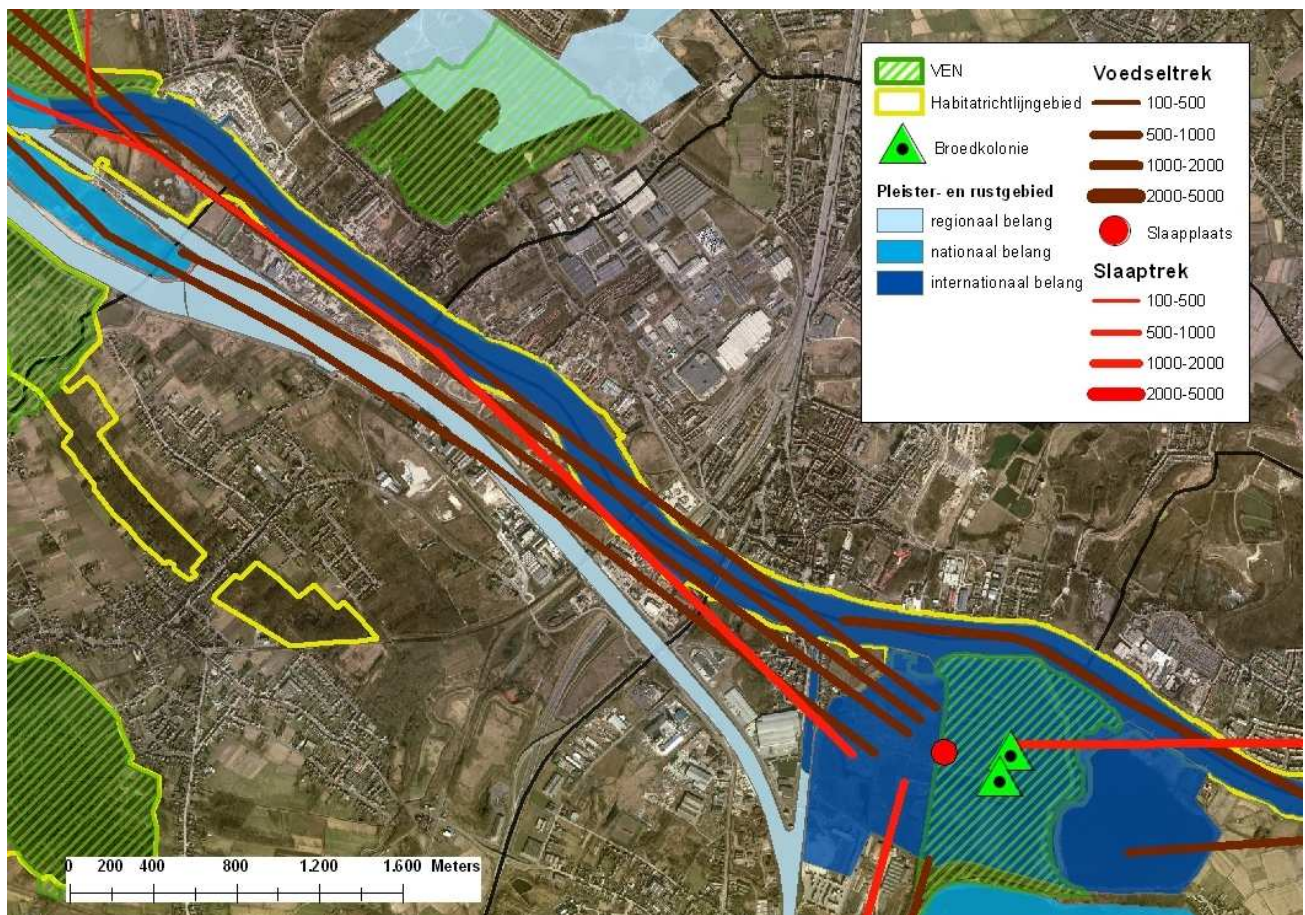 VEN
Habitatrichtlijngebied
Broedkolonie
Pleister- en rustgebied
regionaal belang
nationaal belang
internationaal belang
Voedseltrek
100-500
500-1000
1000-2000
2000-5000
Slaapplaats
Slaaptrek
100-500
500-1000
1000-2000
2000-5000
0 200 400 800 1.200 1.600 Meters